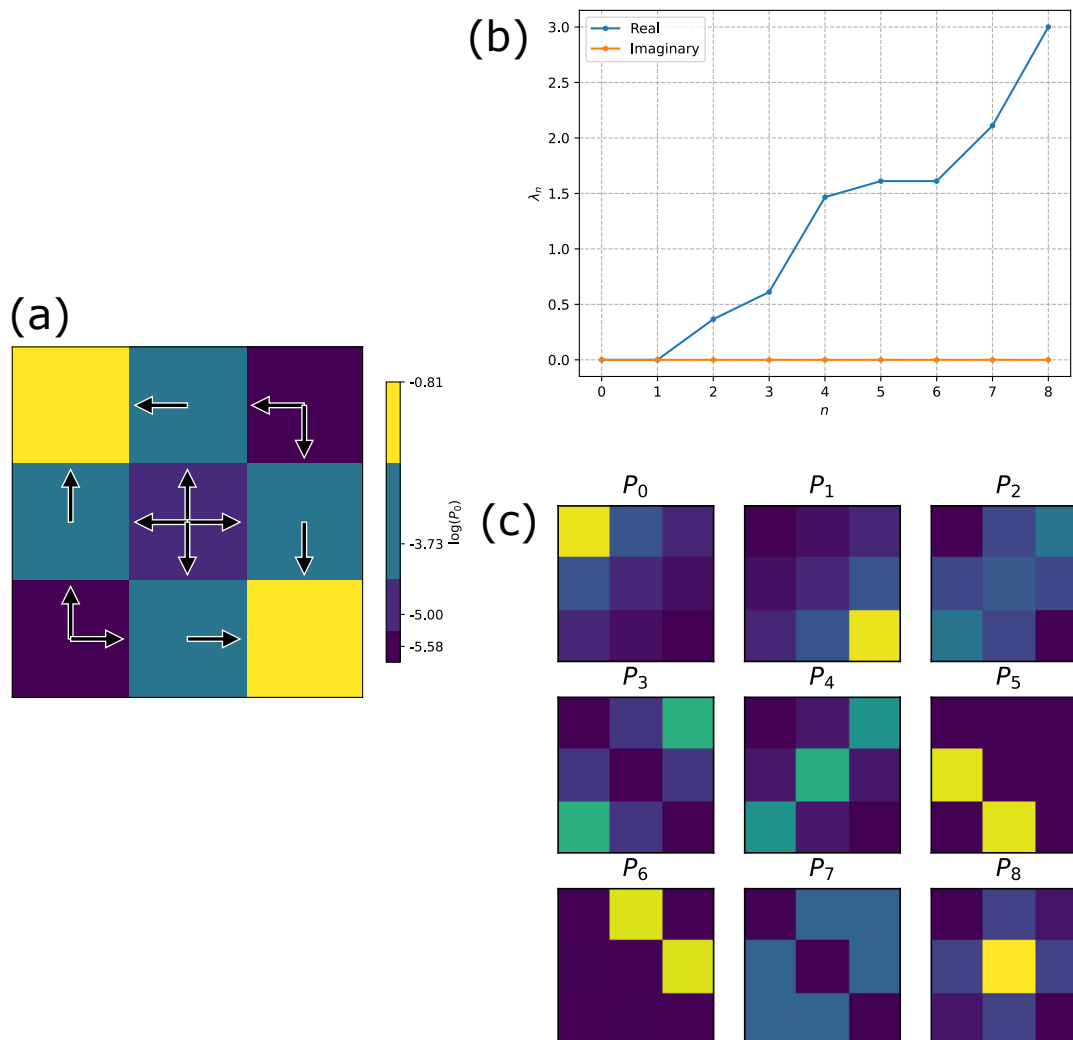 (a)
-0.81
-3.73
-5.00
-5.58
log(P₀)
(b)
Real
Imaginary
3.0
2.5
2.0
1.5
1.0
0.5
0.0
λₙ
0 1 2 3 4 5 6 7 8
n
(c)
P₀ P₁ P₂
P₃ P₄ P₅
P₆ P₇ P₈